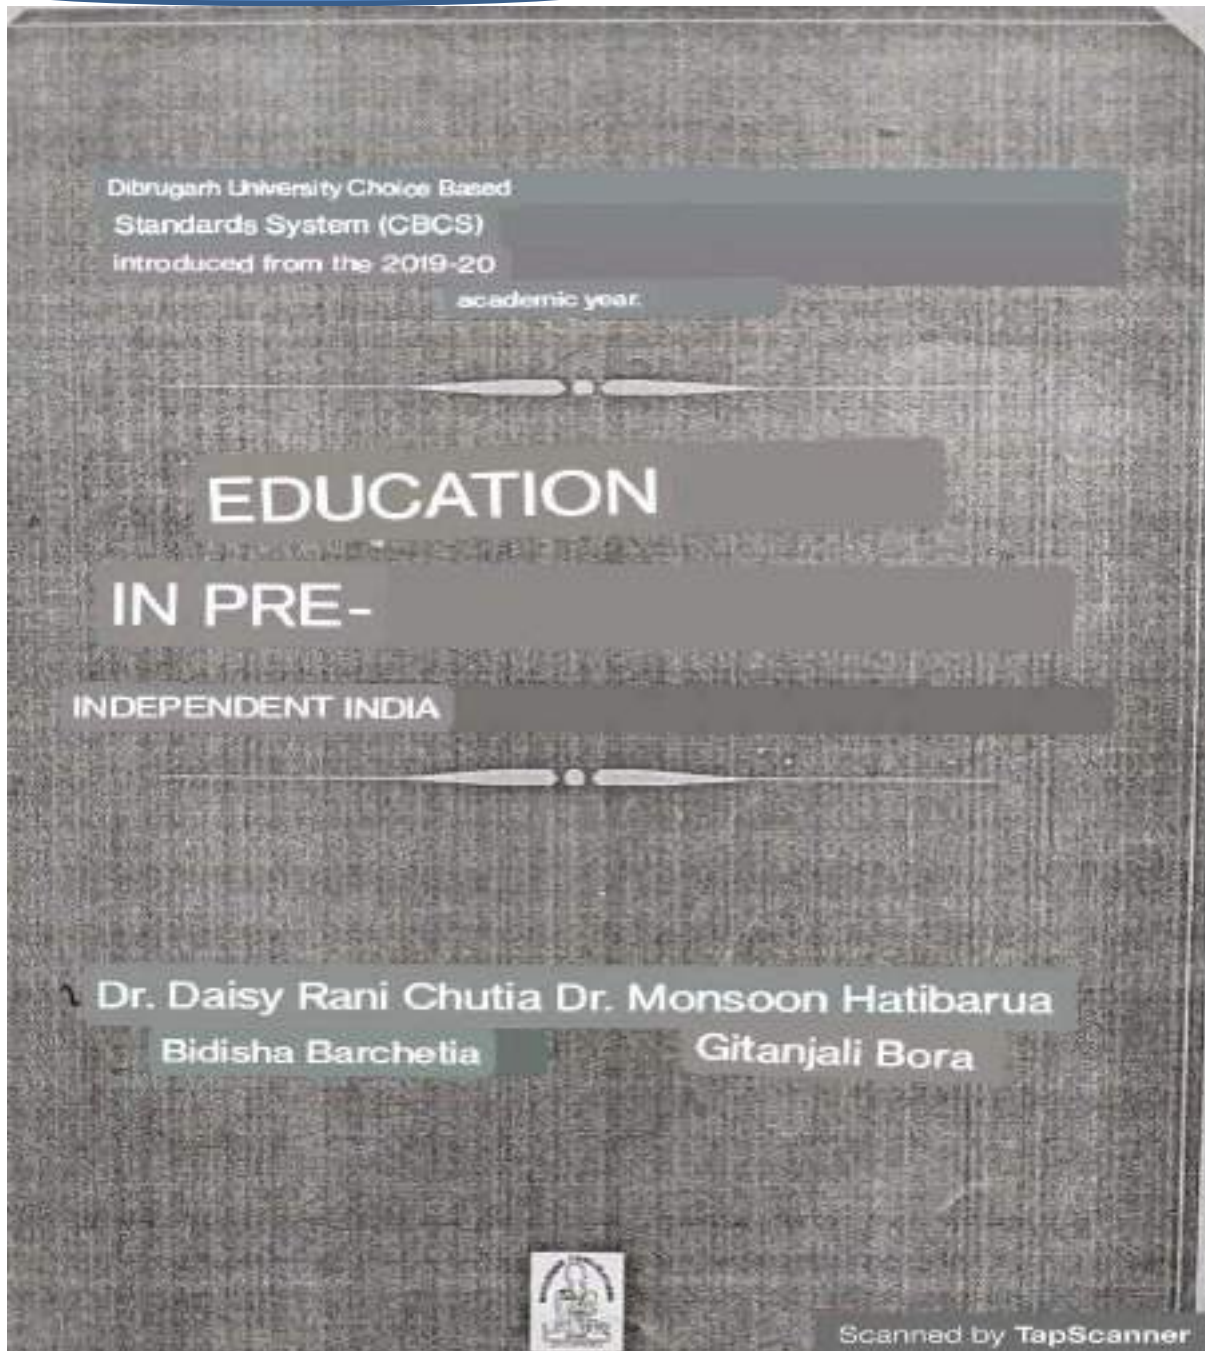 Dibrugarh University Choice Based
Standards System (CBCS)
introduced from the 2019-20
academic year.
EDUCATION
IN PRE-
INDEPENDENT INDIA
Dr. Daisy Rani Chutia Dr. Monsoon Hatibarua
Bidisha Barchetia Gitanjali Bora
Scanned by TapScanner